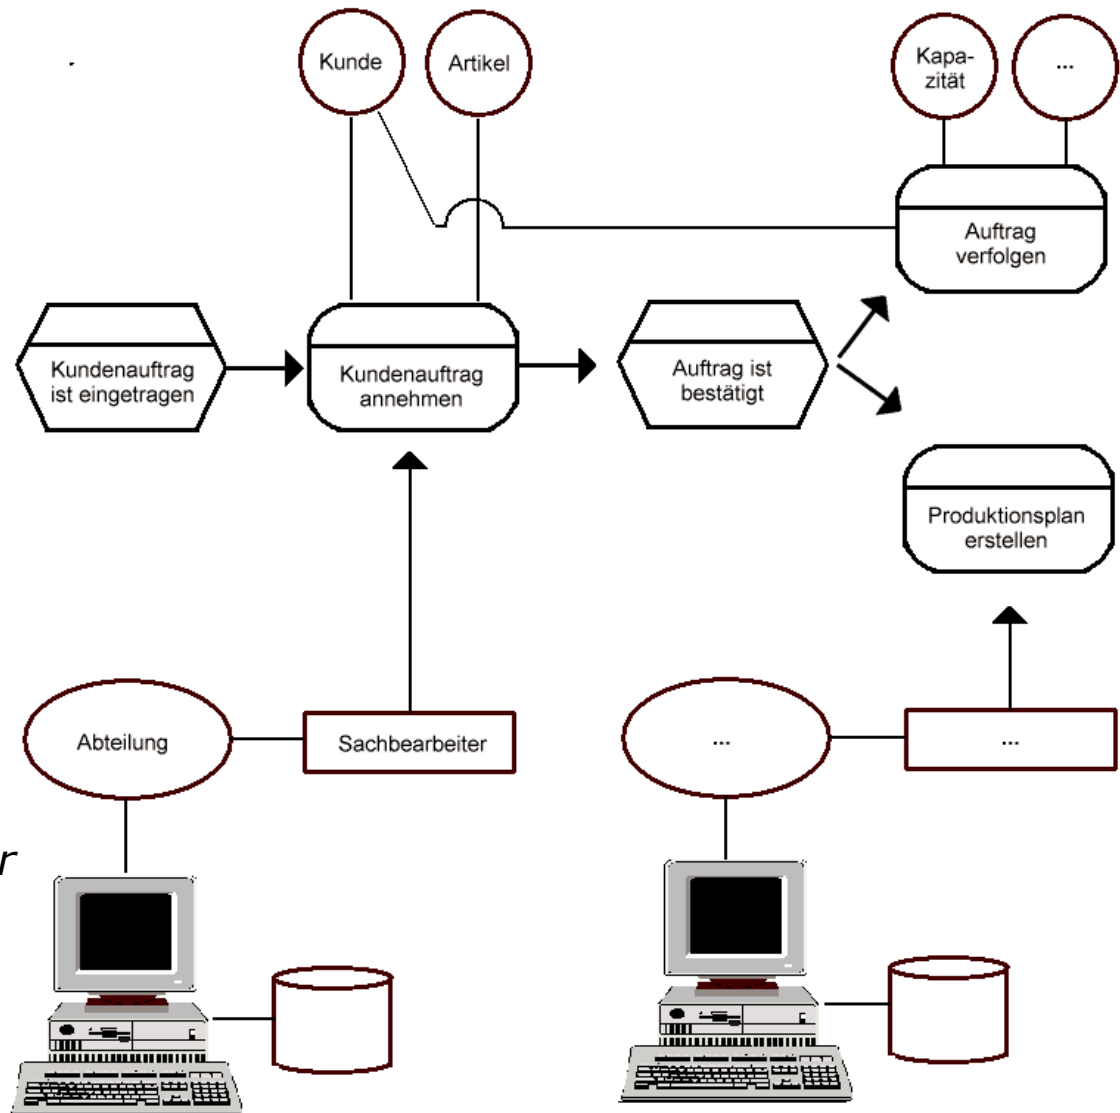 Kunde
Artikel
Kapa-
zität
...
Auftrag
verfolgen
Kundenauftrag
ist eingetragen
Kundenauftrag
annehmen
Auftrag ist
bestätigt
Produktionsplan
erstellen
Abteilung
Sachbearbeiter
...
...
r